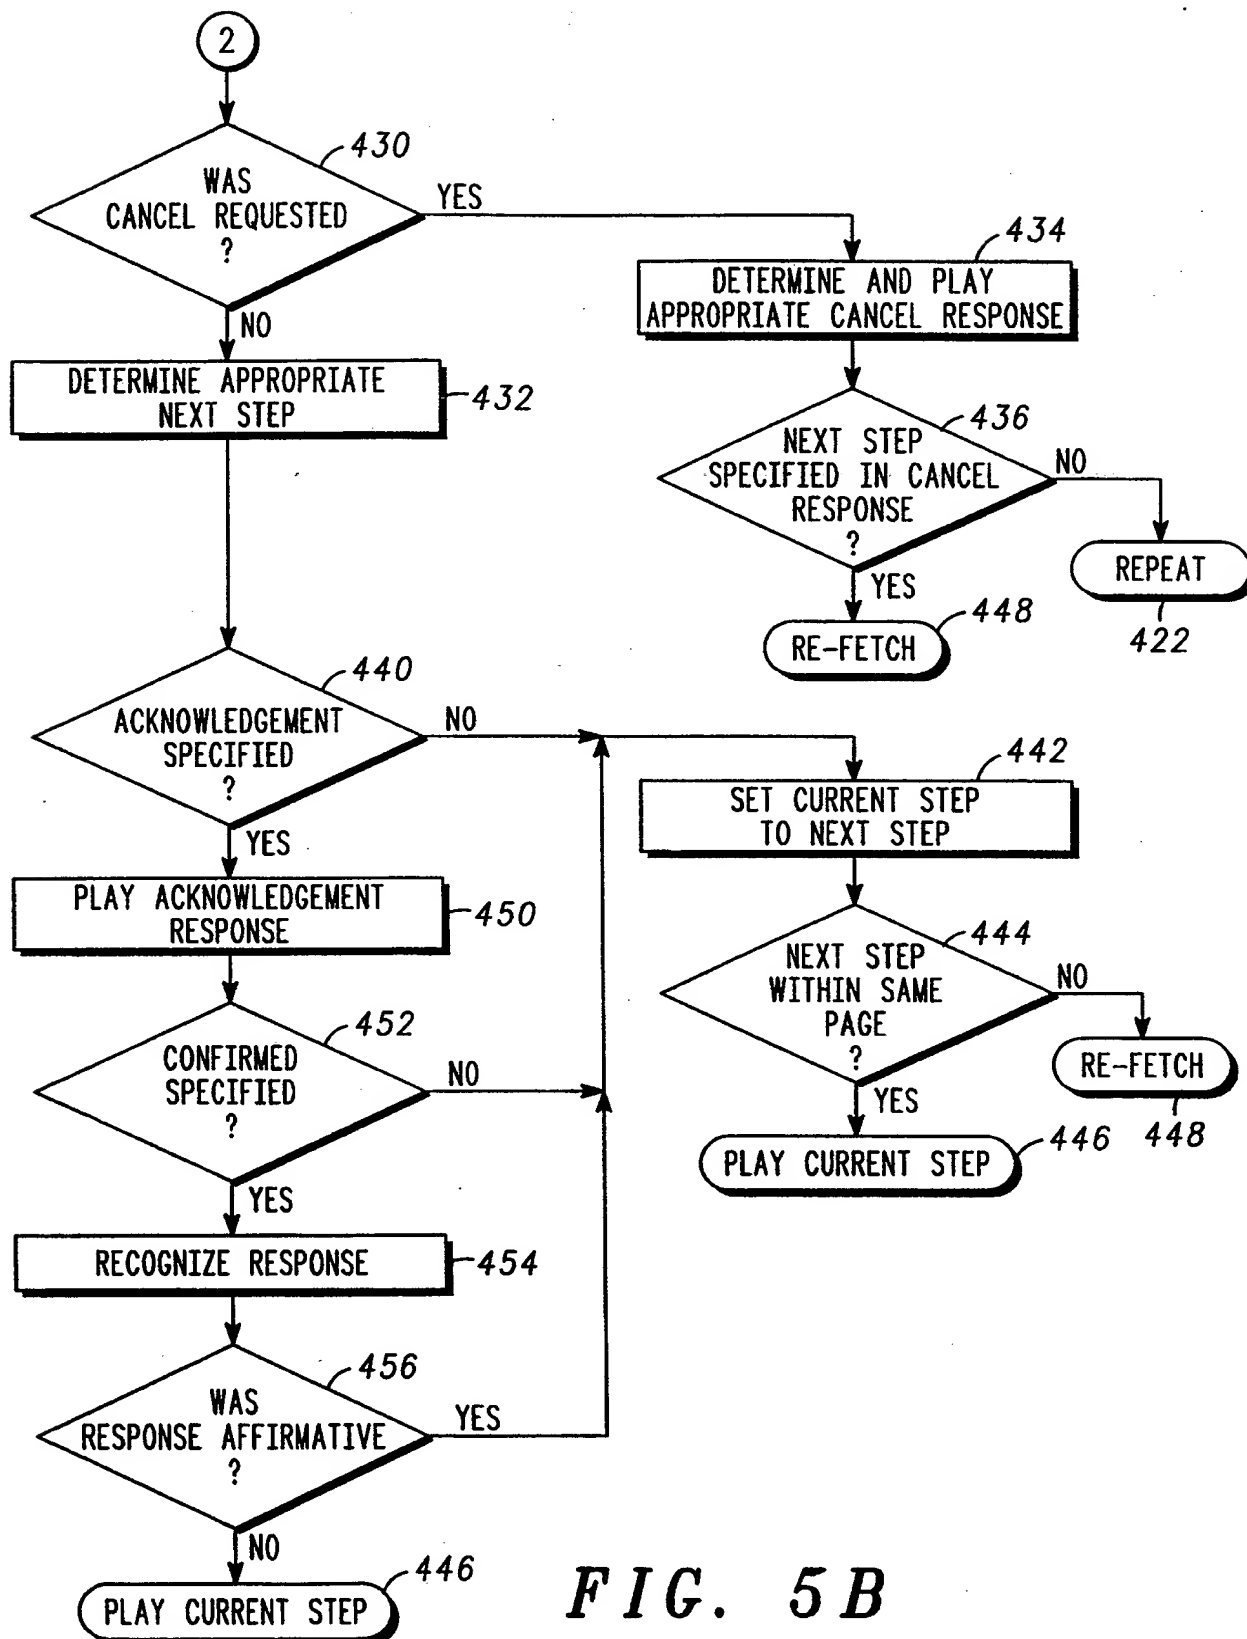 2
430
WAS
CANCEL REQUESTED
?
YES
NO
434
DETERMINE AND PLAY
APPROPRIATE CANCEL RESPONSE
DETERMINE APPROPRIATE
NEXT STEP
432
436
NEXT STEP
SPECIFIED IN CANCEL
RESPONSE
?
NO
YES
REPEAT
422
448
RE-FETCH
440
ACKNOWLEDGEMENT
SPECIFIED
?
NO
YES
442
SET CURRENT STEP
TO NEXT STEP
PLAY ACKNOWLEDGEMENT
RESPONSE
450
444
NEXT STEP
WITHIN SAME
PAGE
?
NO
YES
RE-FETCH
448
452
CONFIRMED
SPECIFIED
?
NO
YES
PLAY CURRENT STEP
446
RECOGNIZE RESPONSE
454
456
WAS
RESPONSE AFFIRMATIVE
?
YES
NO
446
PLAY CURRENT STEP
FIG. 5B